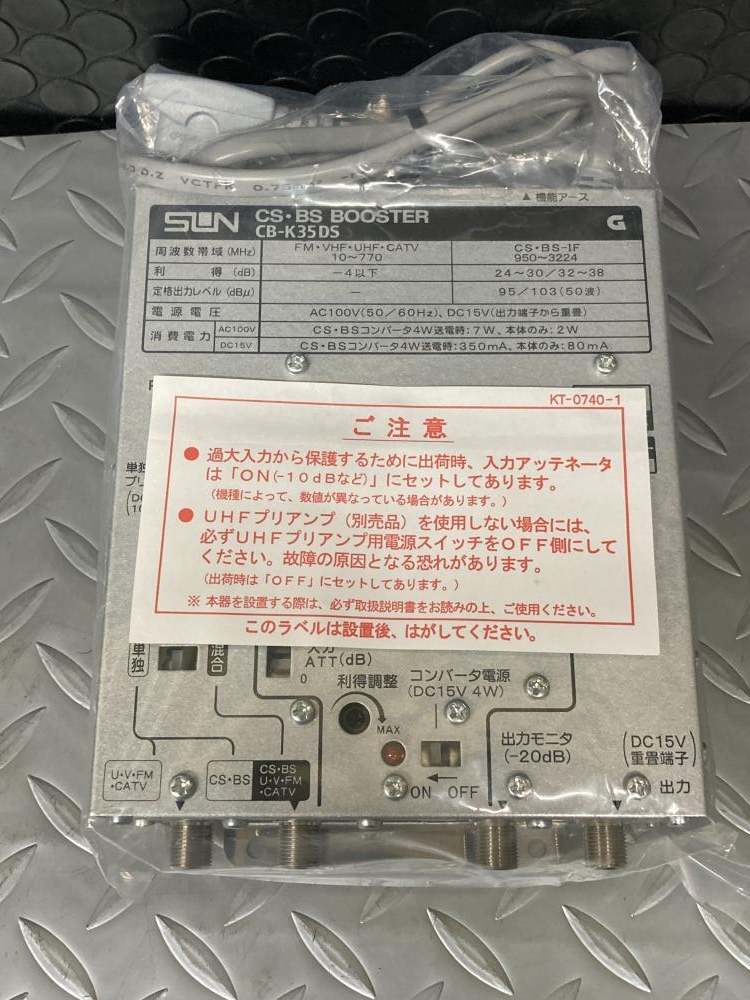 VCTFK 0.75
▲ 機能アース
SUN CS・BS BOOSTER G
CB-K35DS
周波数帯域 (MHz) FM・VHF・UHF・CATV 10~770 CS・BS-IF 950~3224
利得 (dB) -4以下 24~30/32~38
定格出力レベル (dBμ) - 95/103(50波)
電源電圧 AC100V(50/60Hz)、DC15V(出力端子から重畳)
消費電力 AC100V CS・BSコンバータ4W送電時:7W、本体のみ:2W
DC15V CS・BSコンバータ4W送電時:350mA、本体のみ:80mA
KT-0740-1
ご注意
● 過大入力から保護するために出荷時、入力アッテネータ
は「ON(-10dBなど)」にセットしてあります。
(機種によって、数値が異なっている場合があります。)
● UHFプリアンプ(別売品)を使用しない場合には、
必ずUHFプリアンプ用電源スイッチをOFF側にして
ください。故障の原因となる恐れがあります。
(出荷時は「OFF」にセットしてあります。)
※ 本器を設置する際は、必ず取扱説明書をお読みの上、ご使用ください。
このラベルは設置後、はがしてください。
単独
単独
混合
入力
ATT(dB)
0
利得調整
MAX
コンバータ電源
(DC15V 4W)
ON OFF
出力モニタ
(-20dB)
(DC15V
重畳端子)
出力
U・V・FM
・CATV
CS・BS
CS・BS
U・V・FM
・CATV